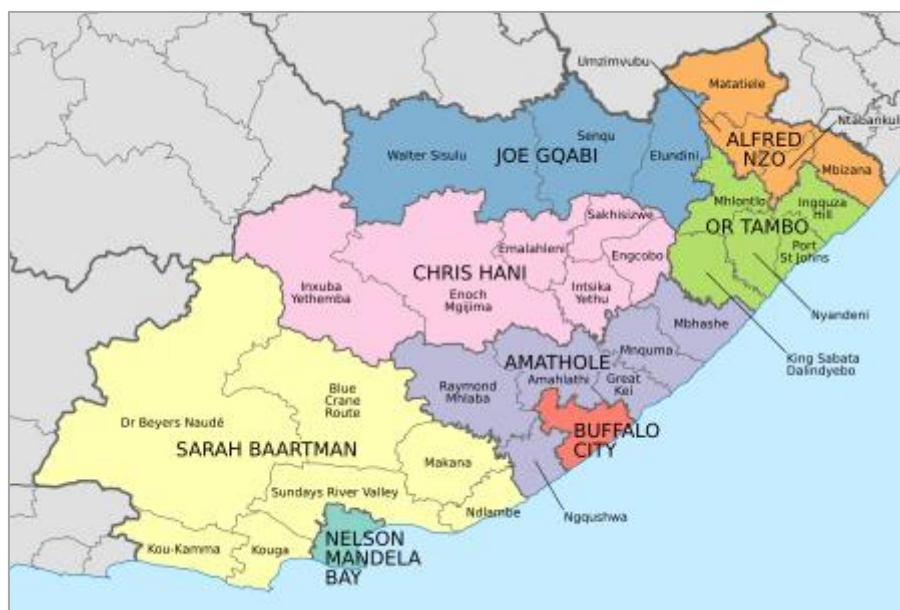 Umzimvubu
Matatiele
Ntabankulu
ALFRED
NZO
Mbizana
Walter Sisulu
Senqu
JOE GQABI
Elundini
Mhlontlo
Ingquza
Hill
OR TAMBO
Port
St Johns
Nyandeni
King Sabata
Dalindyebo
Sakhisizwe
Emalahleni
Engcobo
CHRIS HANI
Inxuba
Yethemba
Enoch
Mgijima
Intsika
Yethu
Mbhashe
Mnquma
AMATHOLE
Amahlathi
Great
Kei
Raymond
Mhlaba
BUFFALO
CITY
Ngqushwa
Blue
Crane
Route
Dr Beyers Naudé
SARAH BAARTMAN
Makana
Sundays River Valley
Ndlambe
Kou-Kamma
Kouga
NELSON
MANDELA
BAY